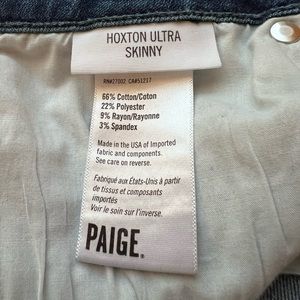 HOXTON ULTRA
SKINNY
RN#27002 CA#51217
66% Cotton/Coton
22% Polyester
9% Rayon/Rayonne
3% Spandex
Made in the USA of Imported
fabric and components.
See care on reverse.
Fabriqué aux États-Unis à partir
de tissus et composants
importés
Voir le soin sur l'inverse.
PAIGE.